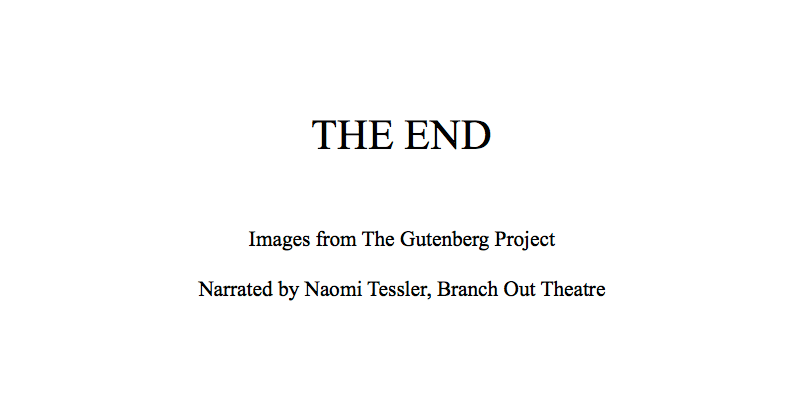 THE END
Images from The Gutenberg Project
Narrated by Naomi Tessler, Branch Out Theatre